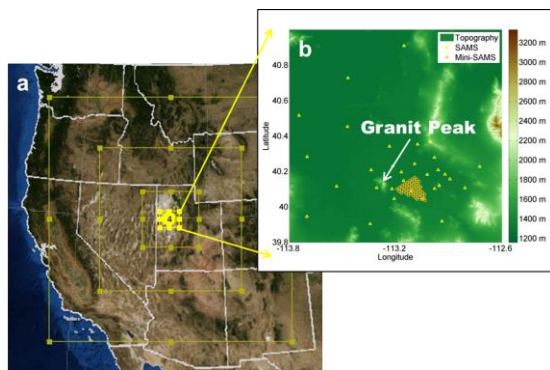 a
4
b
Topography
SAMS
Mini-SAMS
Granit Peak
40.8
40.6
40.4
40.2
40
39.8
Latitude
-113.8
-113.2
-112.6
Longitude
3200 m
3000 m
2800 m
2600 m
2400 m
2200 m
2000 m
1800 m
1600 m
1400 m
1200 m